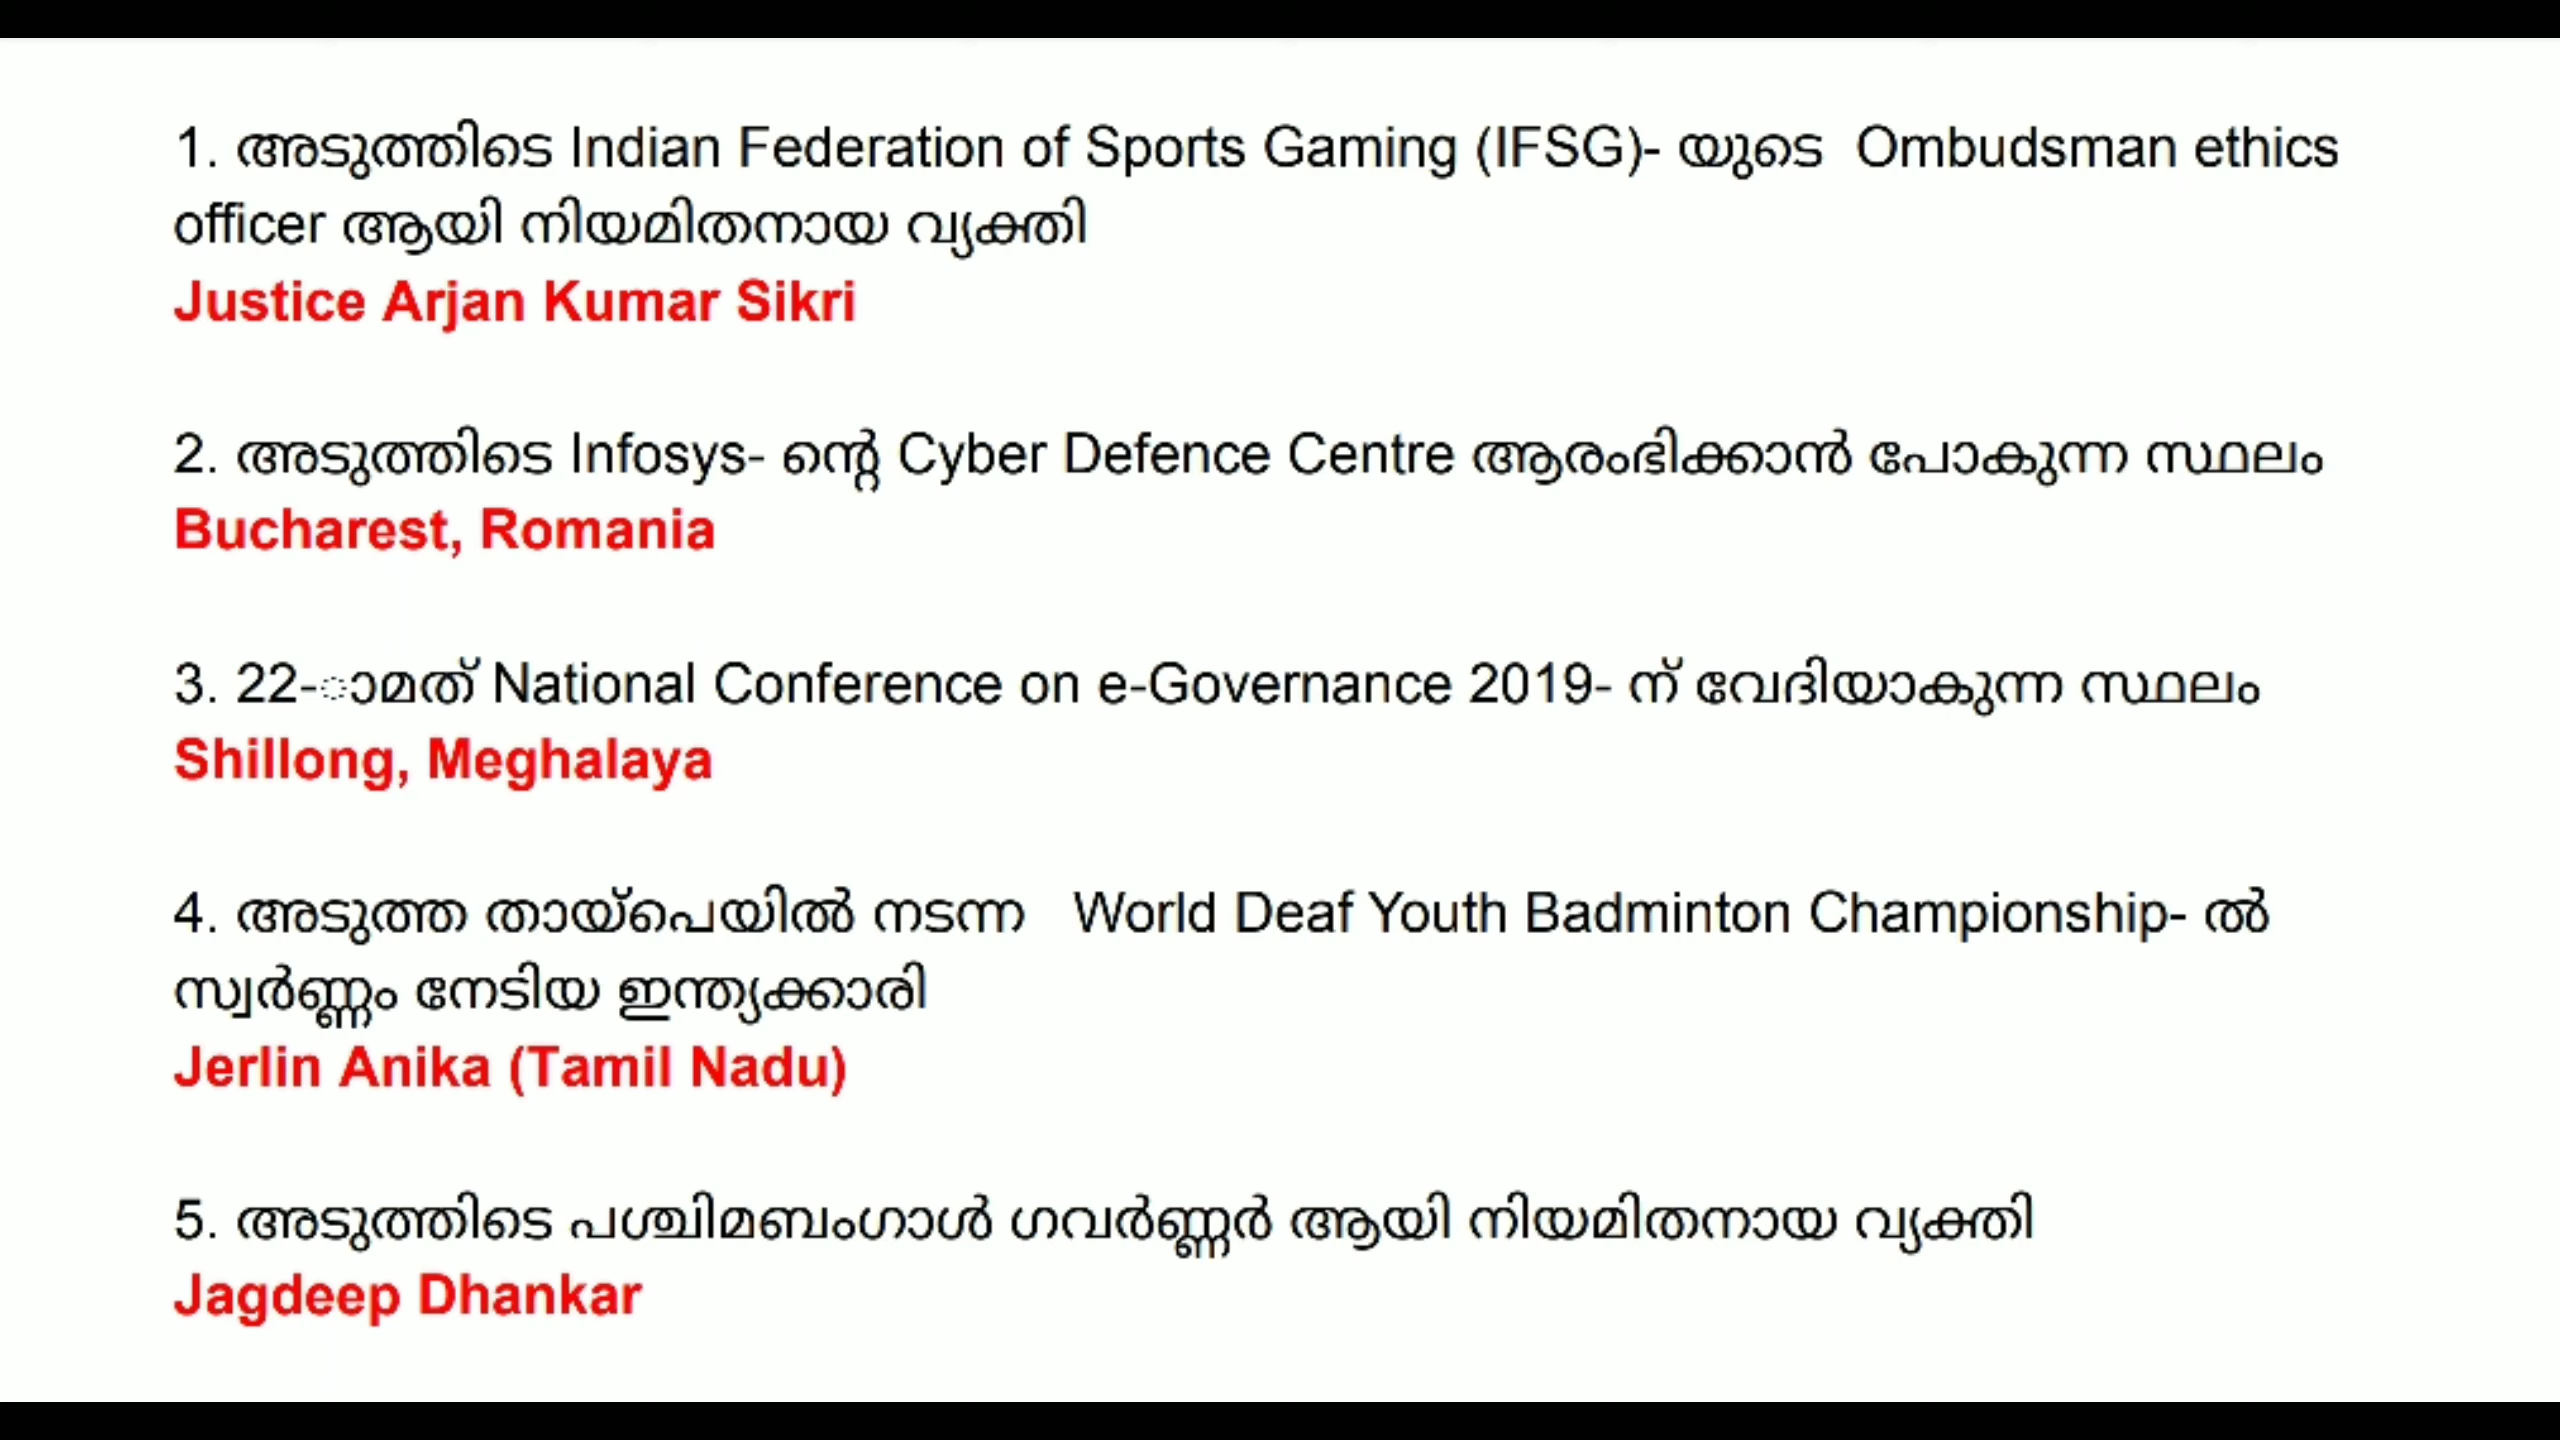 1. അടുത്തിടെ Indian Federation of Sports Gaming (IFSG)- യുടെ  Ombudsman ethics
officer ആയി നിയമിതനായ വ്യക്തി
Justice Arjan Kumar Sikri
2. അടുത്തിടെ Infosys- ന്റെ Cyber Defence Centre ആരംഭിക്കാൻ പോകുന്ന സ്ഥലം
Bucharest, Romania
3. 22-ാമത് National Conference on e-Governance 2019- ന് വേദിയാകുന്ന സ്ഥലം
Shillong, Meghalaya
4. അടുത്ത തായ്പെയിൽ നടന്ന   World Deaf Youth Badminton Championship- ൽ
സ്വർണ്ണം നേടിയ ഇന്ത്യക്കാരി
Jerlin Anika (Tamil Nadu)
5. അടുത്തിടെ പശ്ചിമബംഗാൾ ഗവർണ്ണർ ആയി നിയമിതനായ വ്യക്തി
Jagdeep Dhankar